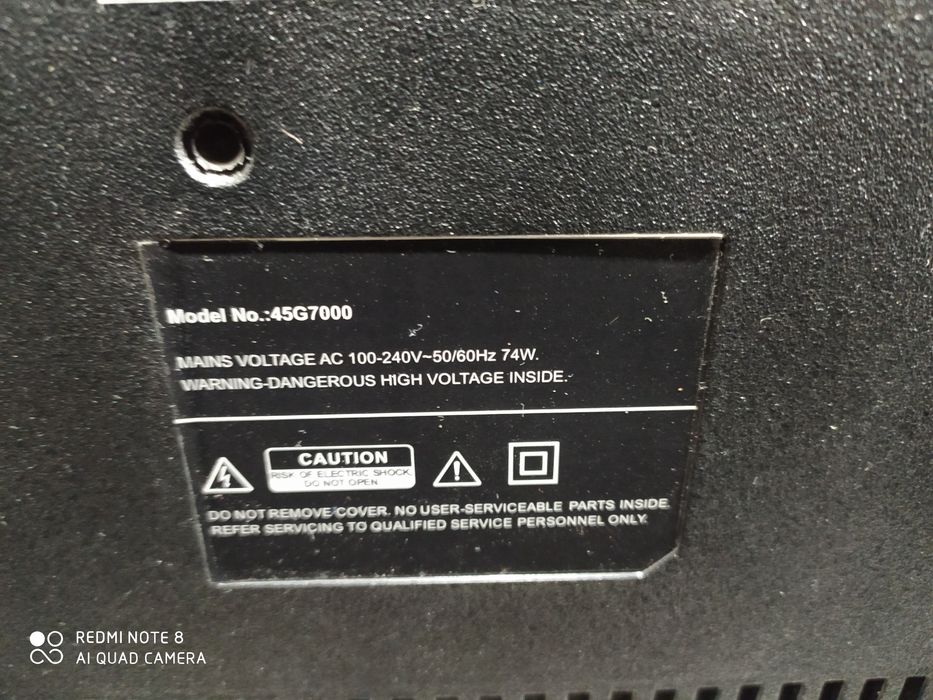 Model No.:45G7000
MAINS VOLTAGE AC 100-240V~50/60Hz 74W.
WARNING-DANGEROUS HIGH VOLTAGE INSIDE.
CAUTION
RISK OF ELECTRIC SHOCK
DO NOT OPEN
DO NOT REMOVE COVER. NO USER-SERVICEABLE PARTS INSIDE.
REFER SERVICING TO QUALIFIED SERVICE PERSONNEL ONLY.
REDMI NOTE 8
AI QUAD CAMERA